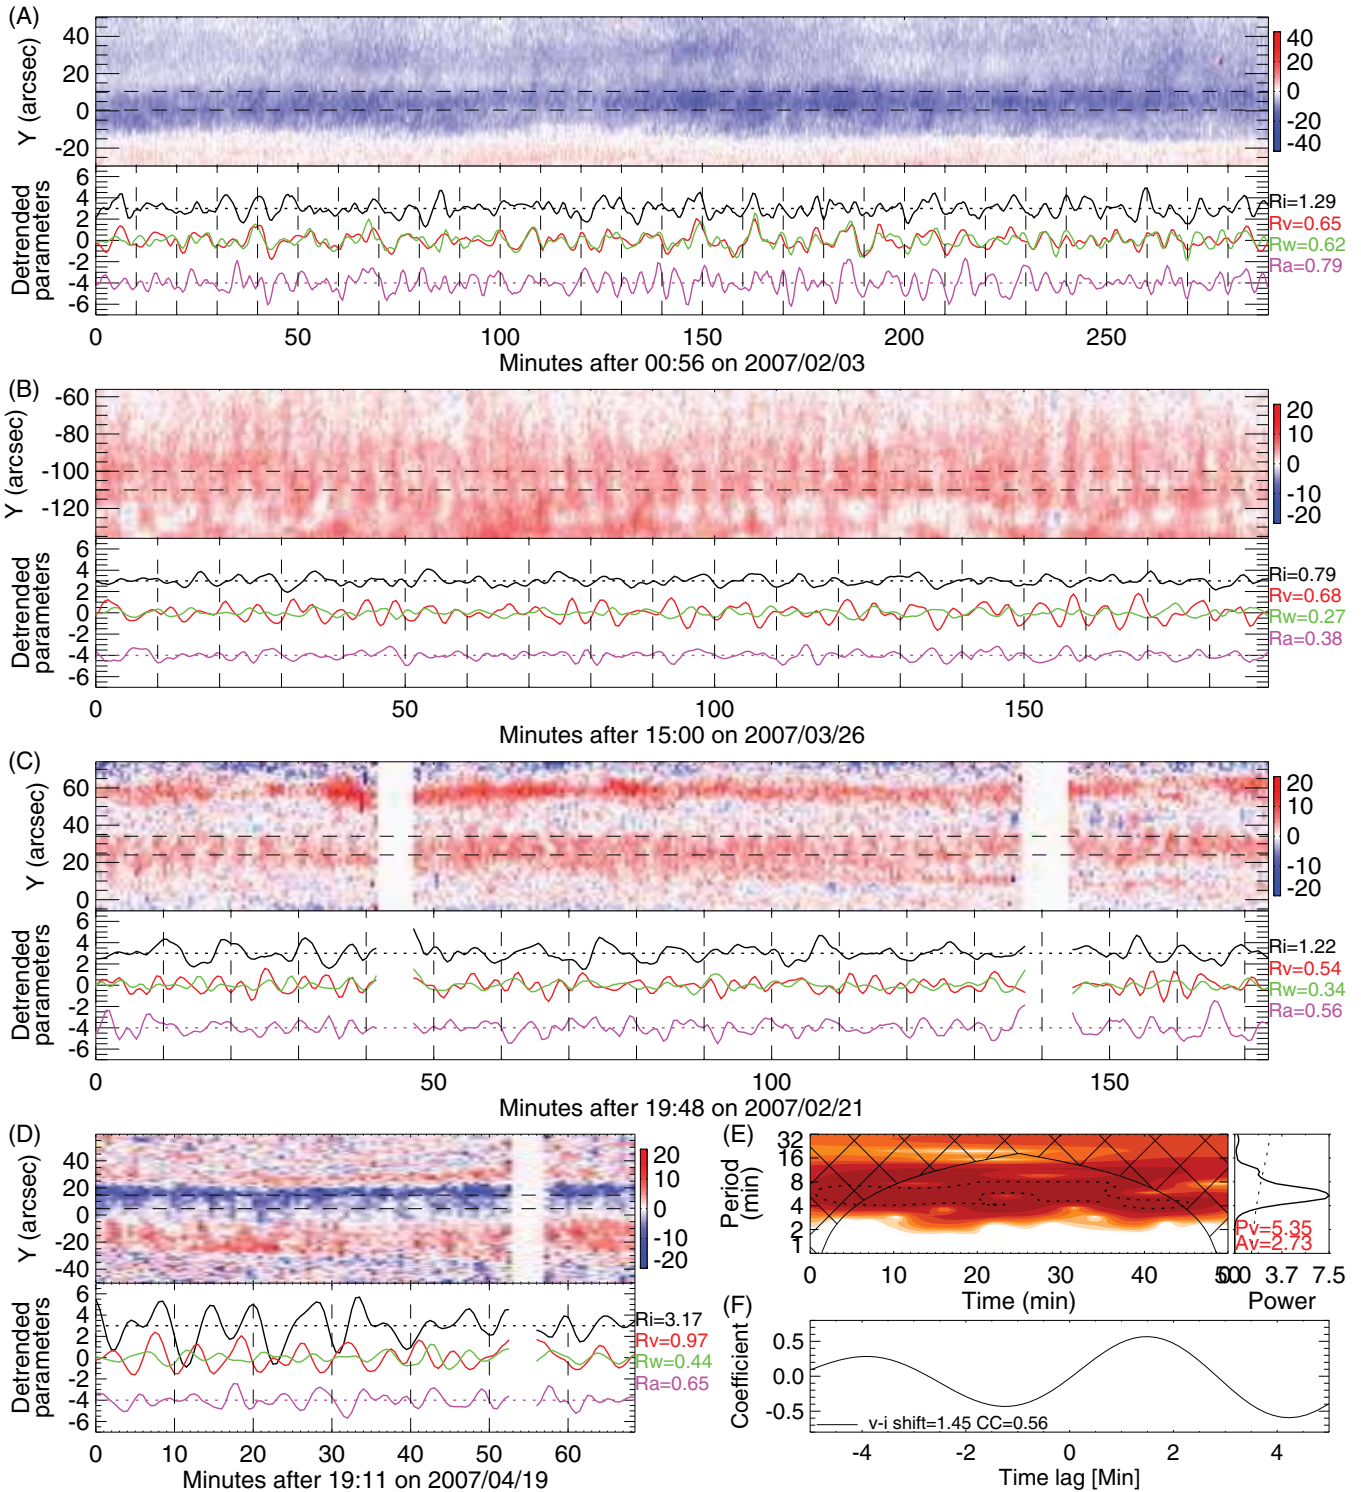 (A)
Y (arcsec)
40
20
0
-20
40
20
0
-20
-40
Detrended parameters
6
4
2
0
-2
-4
-6
Ri=1.29
Rv=0.65
Rw=0.62
Ra=0.79
0 50 100 150 200 250
Minutes after 00:56 on 2007/02/03
(B)
Y (arcsec)
-60
-80
-100
-120
20
10
0
-10
-20
Detrended parameters
6
4
2
0
-2
-4
-6
Ri=0.79
Rv=0.68
Rw=0.27
Ra=0.38
0 50 100 150
Minutes after 15:00 on 2007/03/26
(C)
Y (arcsec)
60
40
20
0
20
10
0
-10
-20
Detrended parameters
6
4
2
0
-2
-4
-6
Ri=1.22
Rv=0.54
Rw=0.34
Ra=0.56
0 50 100 150
Minutes after 19:48 on 2007/02/21
(D)
Y (arcsec)
40
20
0
-20
-40
20
10
0
-10
-20
Detrended parameters
6
4
2
0
-2
-4
-6
Ri=3.17
Rv=0.97
Rw=0.44
Ra=0.65
0 10 20 30 40 50 60
Minutes after 19:11 on 2007/04/19
(E)
Period (min)
32
16
8
4
2
1
0 10 20 30 40 50
Time (min)
Pv=5.35
Av=2.73
0.0 3.7 7.5
Power
(F)
Coefficient
0.5
0.0
-0.5
v-i shift=1.45 CC=0.56
-4 -2 0 2 4
Time lag [Min]